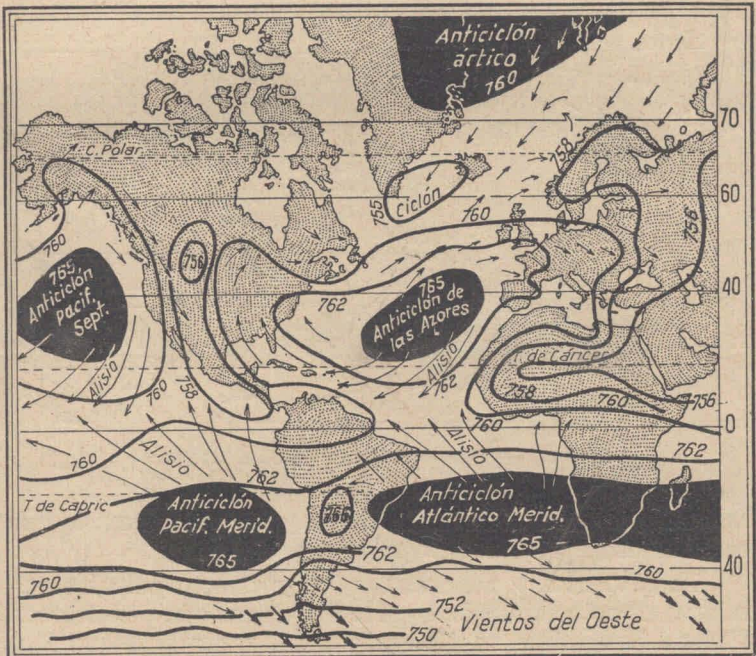 Anticiclón
ártico
760
70
C. Polar
758
60
755
Ciclón
760
756
760
756
765
Anticiclón
Pacif.
Sept.
762
765
Anticiclón de
las Azores
40
Alisio
758
760
Alisio
762
T. de Cáncer
758
760
756
760
0
Alisio
760
762
Alisio
762
T de Capric
Anticiclón
Pacif. Merid.
765
Anticiclón
Atlántico Merid.
765
762
760
760
40
752
750
Vientos del Oeste